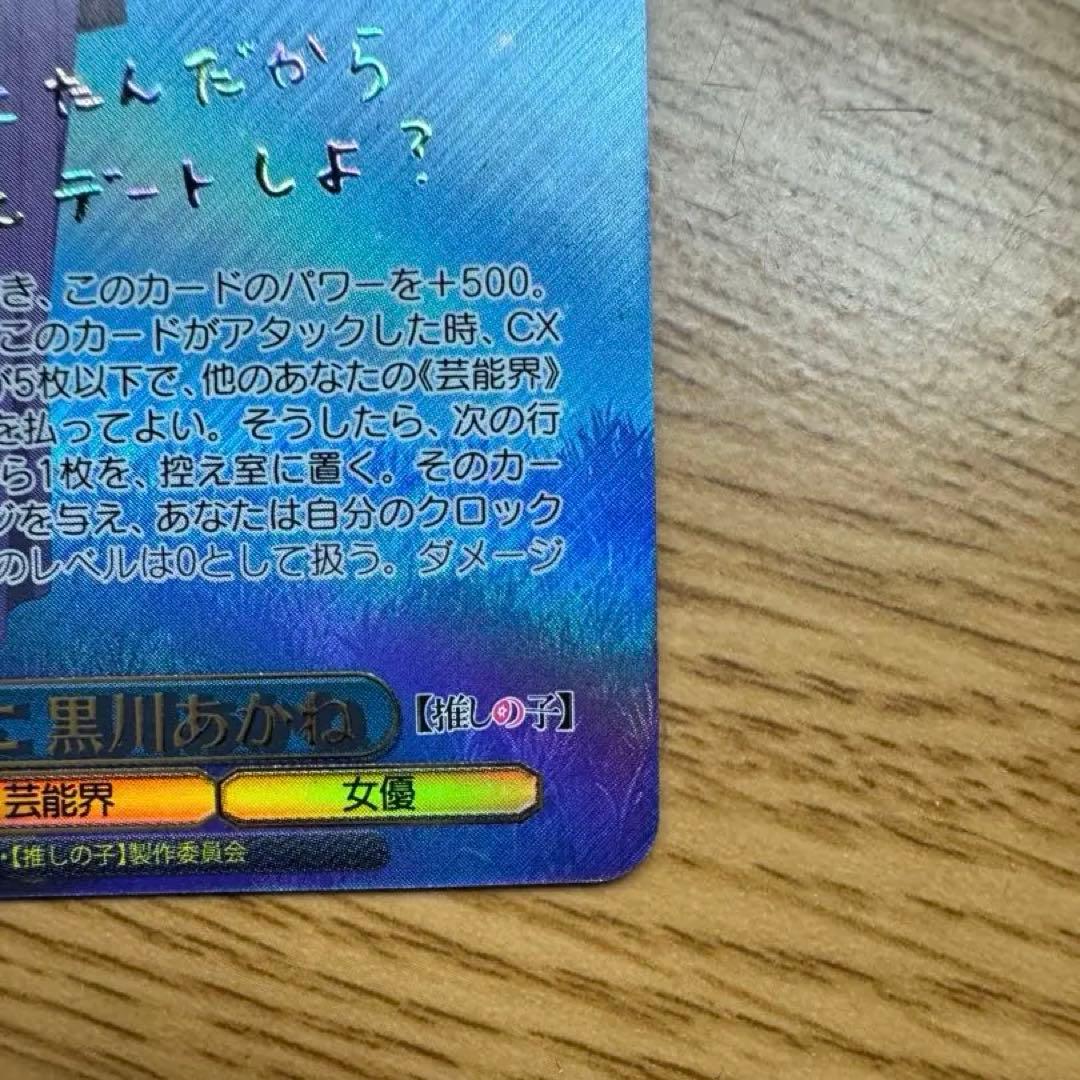 たんだから
デートしよ?
き、このカードのパワーを+500。
このカードがアタックした時、CX
が5枚以下で、他のあなたの《芸能界》
を払ってよい。そうしたら、次の行
ら1枚を、控え室に置く。そのカー
ジを与え、あなたは自分のクロック
のレベルは0として扱う。ダメージ
黒川あかね 【推しの子】
芸能界 女優
・【推しの子】製作委員会